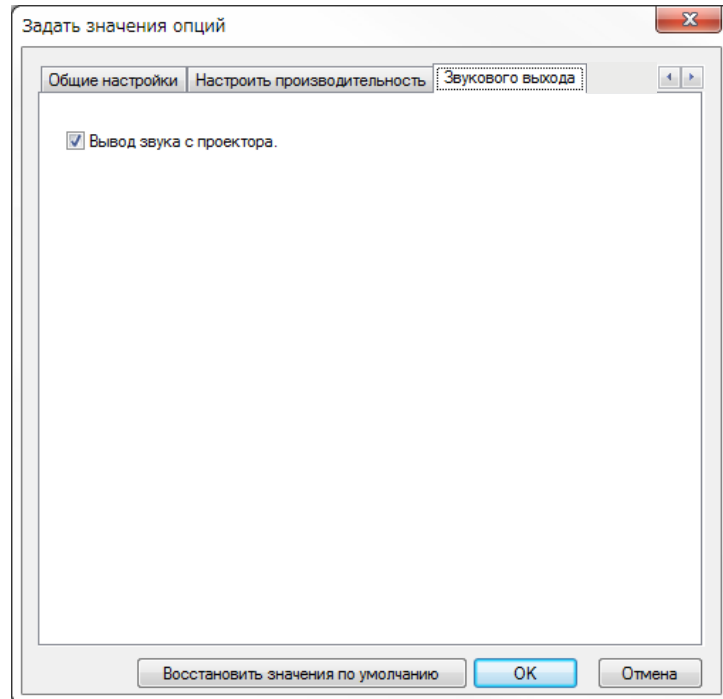 Задать значения опций
Общие настройки Настроить производительность Звукового выхода
Вывод звука с проектора.
Восстановить значения по умолчанию OK Отмена